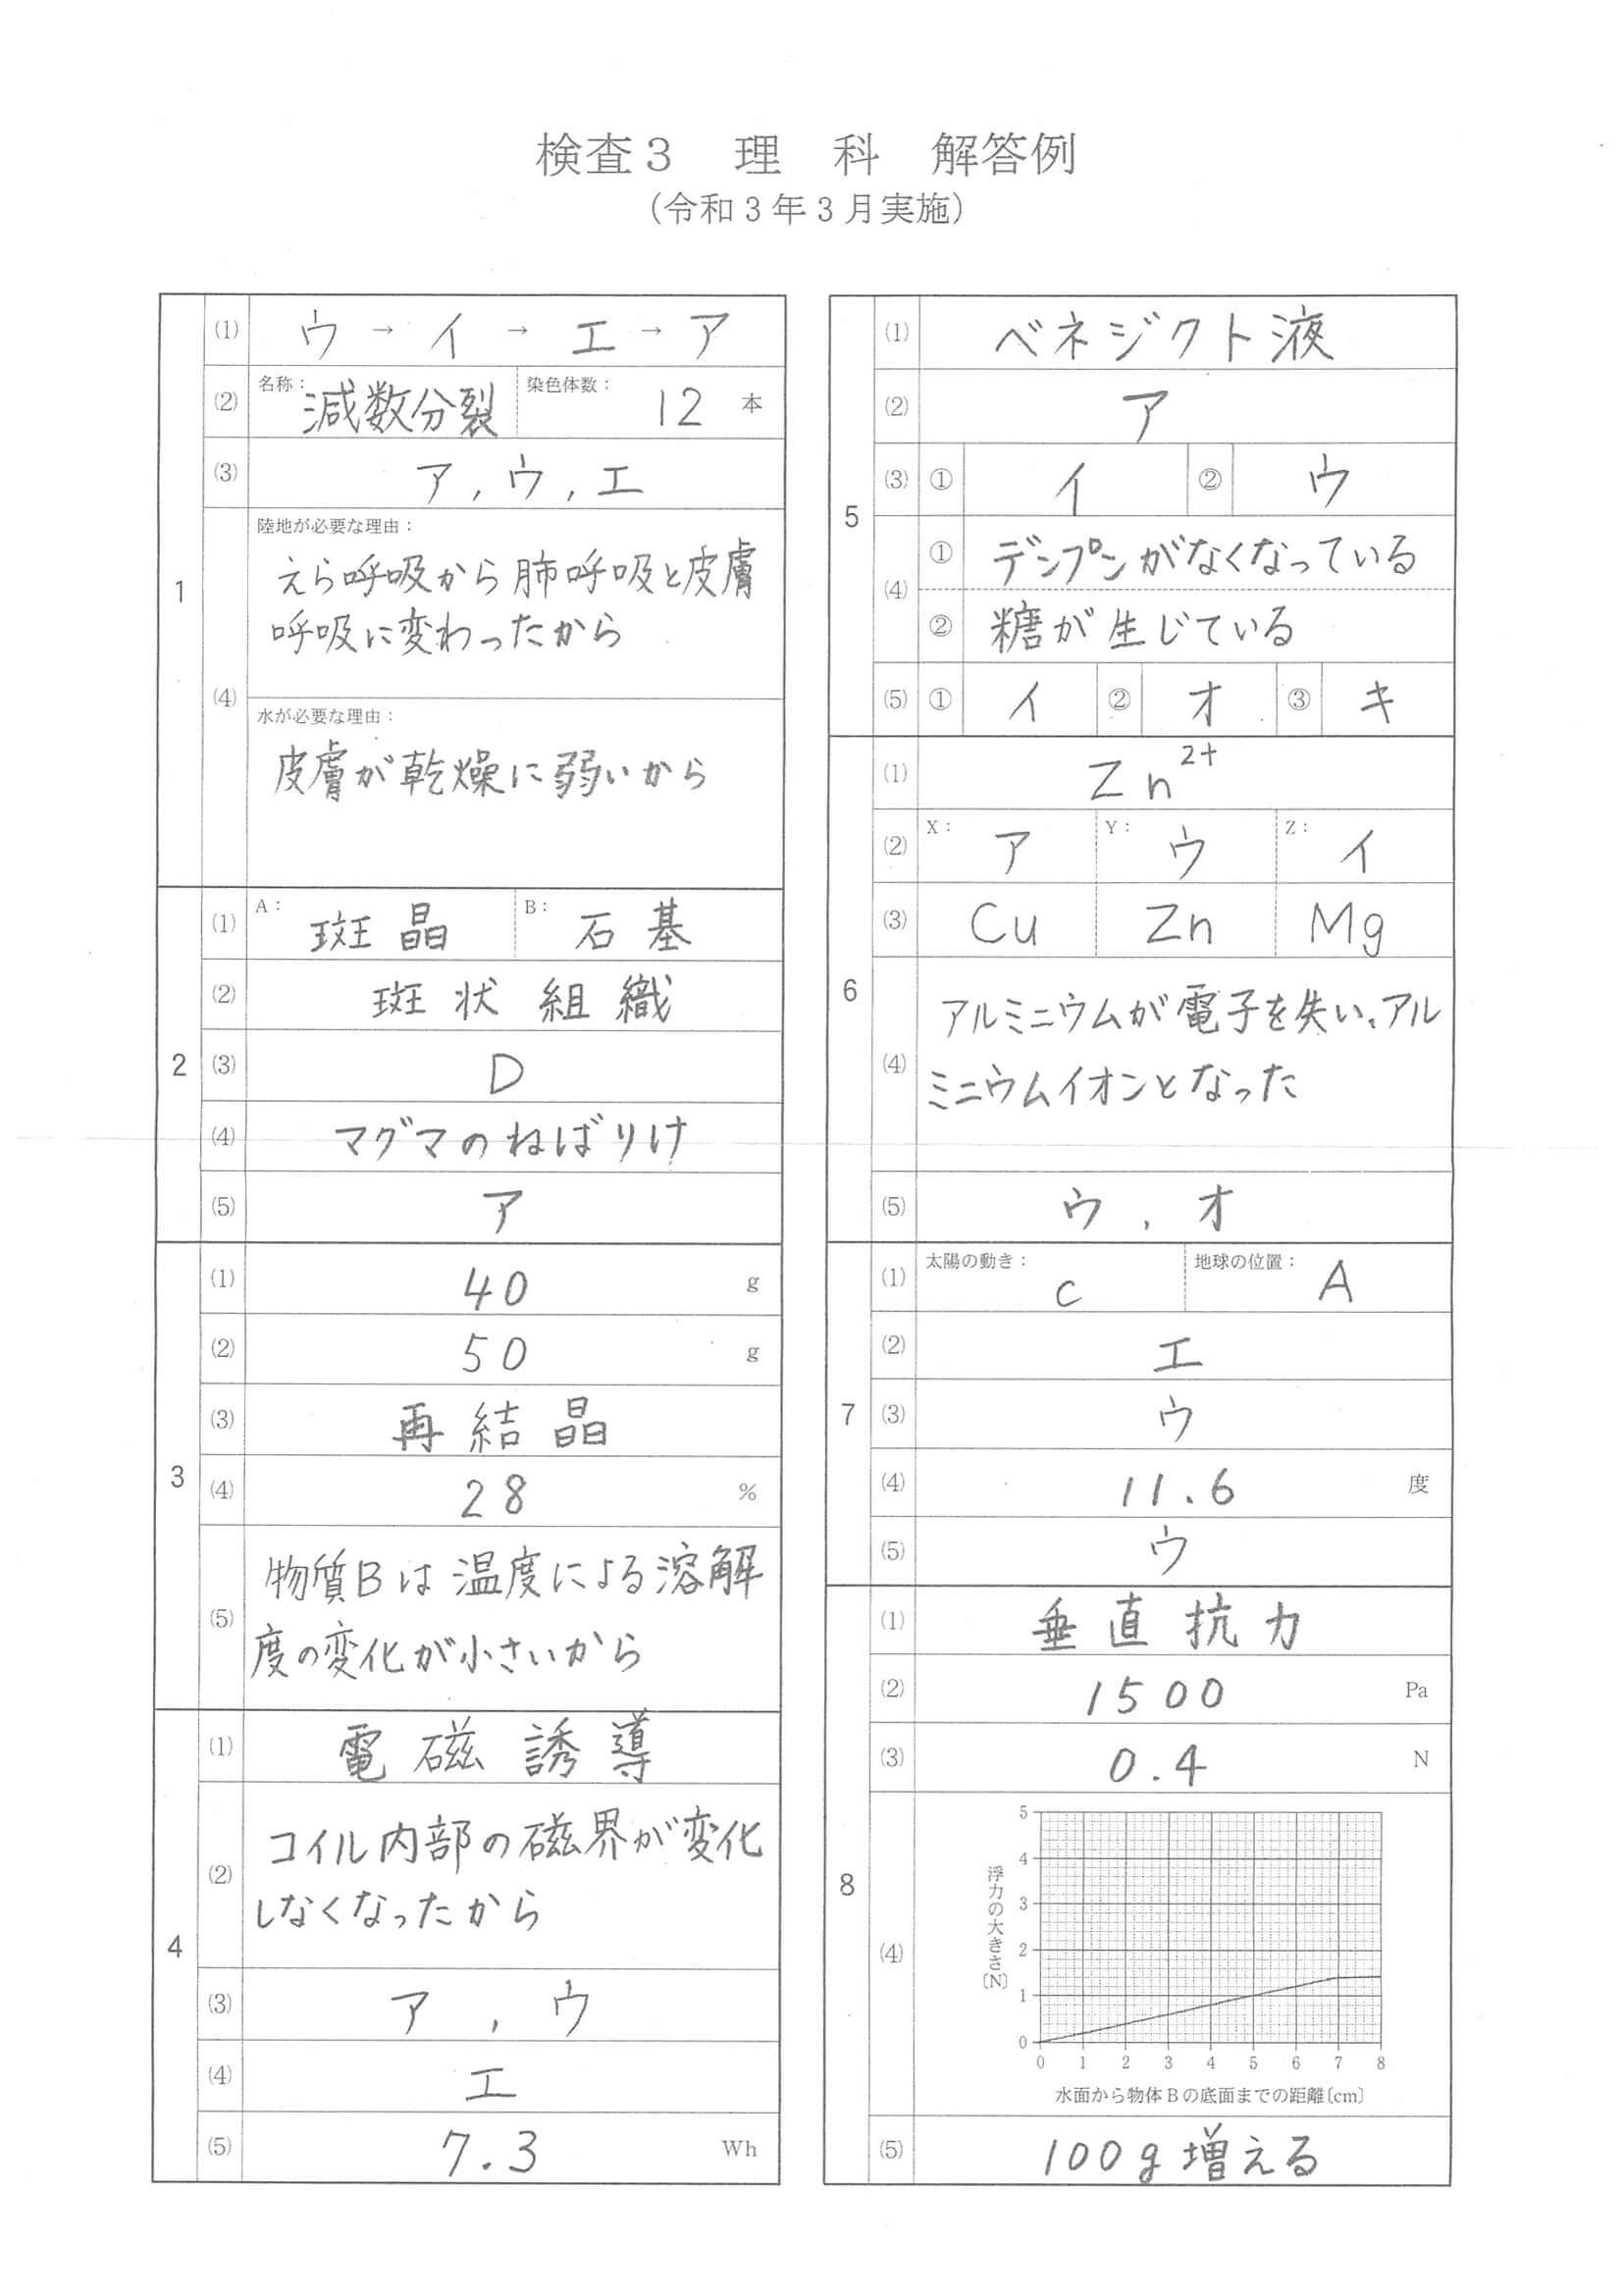 検査3 理 科 解答例
(令和3年3月実施)
1
(1) ウ → イ → エ → ア
(2) 名称: 減数分裂 染色体数: 12 本
(3) ア, ウ, エ
(4) 陸地が必要な理由:
えら呼吸から肺呼吸と皮膚
呼吸に変わったから
水が必要な理由:
皮膚が乾燥に弱いから
2
(1) A: 斑晶 B: 石基
(2) 斑状組織
(3) D
(4) マグマのねばりけ
(5) ア
3
(1) 40 g
(2) 50 g
(3) 再結晶
(4) 28 %
(5) 物質Bは温度による溶解
度の変化が小さいから
4
(1) 電磁誘導
(2) コイル内部の磁界が変化
しなくなったから
(3) ア, ウ
(4) エ
(5) 7.3 Wh
5
(1) ベネジクト液
(2) ア
(3) ① イ ② ウ
(4) ① デンプンがなくなっている
② 糖が生じている
(5) ① イ ② オ ③ キ
6
(1) Zn²⁺
(2) X: ア Y: ウ Z: イ
(3) Cu Zn Mg
(4) アルミニウムが電子を失い、アル
ミニウムイオンとなった
(5) ウ, オ
7
(1) 太陽の動き: c 地球の位置: A
(2) エ
(3) ウ
(4) 11.6 度
(5) ウ
8
(1) 垂直抗力
(2) 1500 Pa
(3) 0.4 N
(4)
浮力の大きさ〔N〕
5
4
3
2
1
0
0 1 2 3 4 5 6 7 8
水面から物体Bの底面までの距離〔cm〕
(5) 100g増える